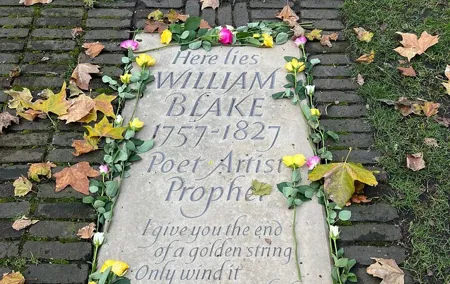 Here lies
WILLIAM
BLAKE
1757-1827
Poet Artist
Prophet
I give you the end
of a golden string
Only wind it